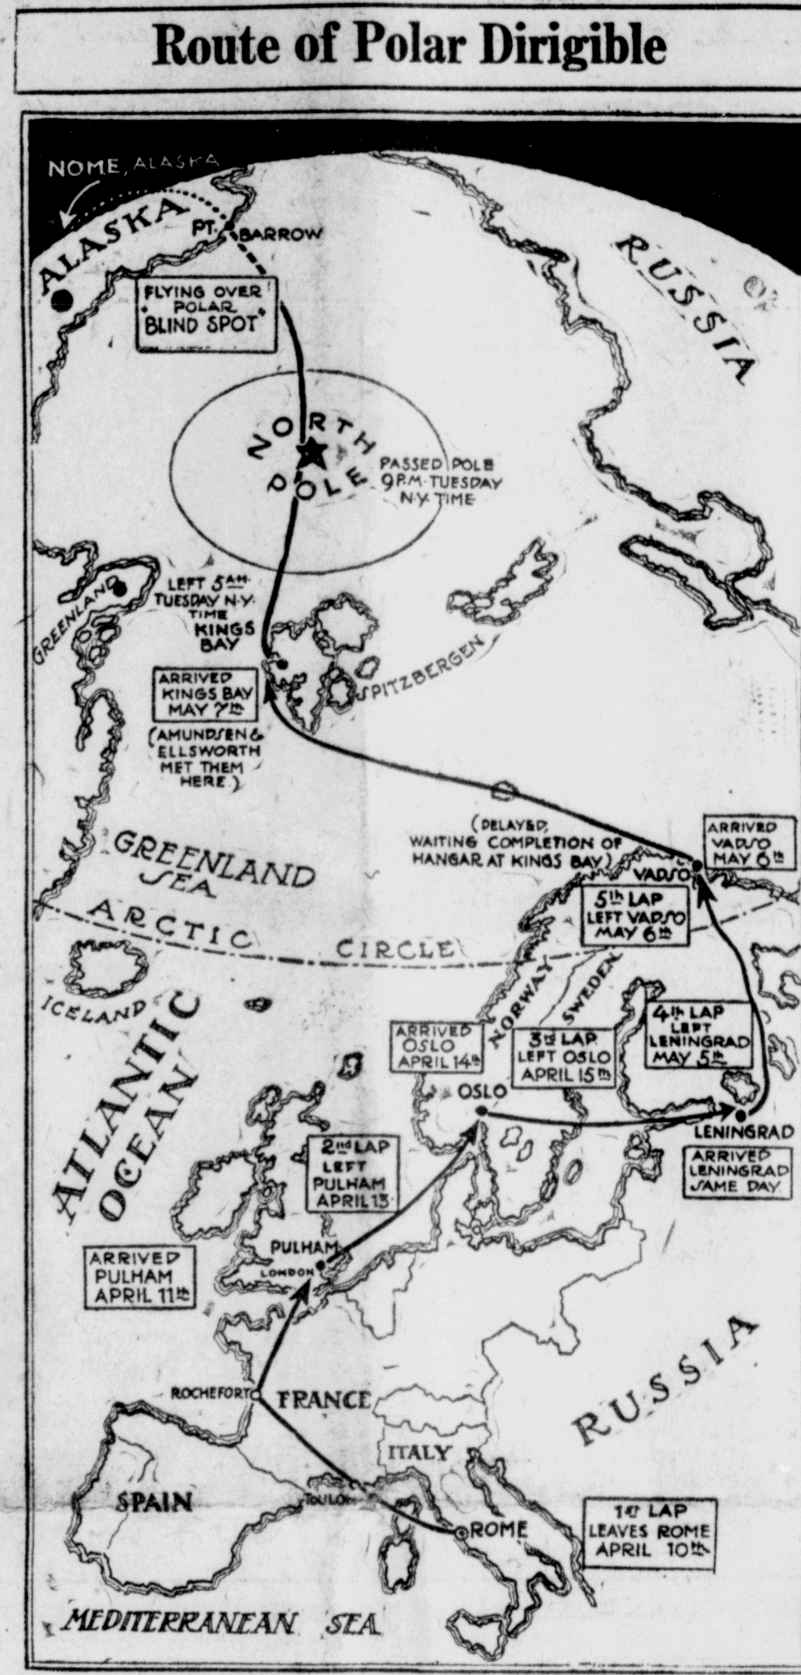 Route of Polar Dirigible
NOME, ALASKA
ALASKA
PT. BARROW
RUSSIA
FLYING OVER
POLAR
"BLIND SPOT"
NORTH
POLE
PASSED POLE
9 P.M. TUESDAY
N.Y. TIME
GREENLAND
LEFT 5 AM.
TUESDAY N.Y.
TIME
KINGS
BAY
SPITZBERGEN
ARRIVED
KINGS BAY
MAY 7th
(AMUNDSEN &
ELLSWORTH
MET THEM
HERE)
(DELAYED,
WAITING COMPLETION OF
HANGAR AT KINGS BAY)
ARRIVED
VADSO
MAY 6th
VADSO
GREENLAND
SEA
5th LAP
LEFT VADSO
MAY 6th
ARCTIC CIRCLE
ICELAND
NORWAY
SWEDEN
ATLANTIC
OCEAN
ARRIVED
OSLO
APRIL 14th
3rd LAP
LEFT OSLO
APRIL 15th
4th LAP
LEFT
LENINGRAD
MAY 5th
OSLO
LENINGRAD
ARRIVED
LENINGRAD
SAME DAY.
2nd LAP
LEFT
PULHAM
APRIL 13
PULHAM
LONDON
ARRIVED
PULHAM
APRIL 11th
RUSSIA
ROCHEFORT
FRANCE
ITALY
SPAIN
TOULON
ROME
1st LAP
LEAVES ROME
APRIL 10th
MEDITERRANEAN SEA